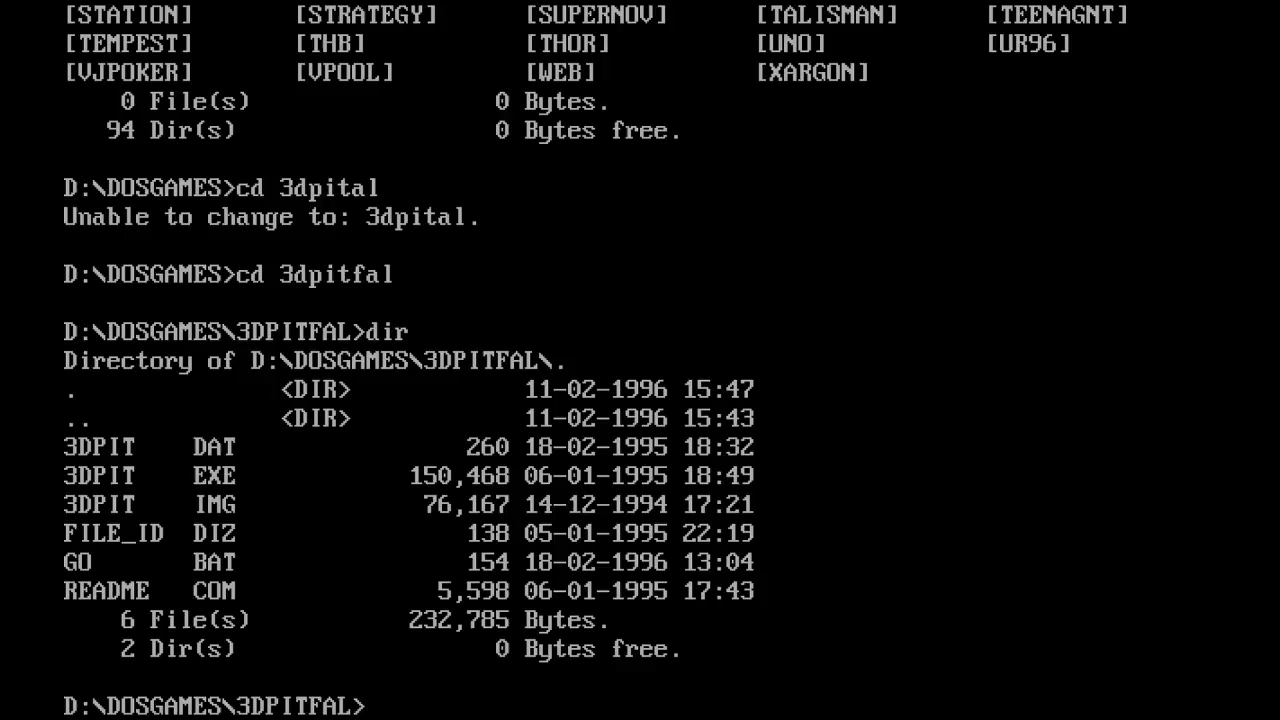 [STATION] [STRATEGY] [SUPERNOV] [TALISMAN] [TEENAGNT]
[TEMPEST] [THB] [THOR] [UNO] [UR96]
[VJPOKER] [VPOOL] [WEB] [XARGON]
0 File(s) 0 Bytes.
94 Dir(s) 0 Bytes free.
D:\DOSGAMES>cd 3dpital
Unable to change to: 3dpital.
D:\DOSGAMES>cd 3dpitfal
D:\DOSGAMES\3DPITFAL>dir
Directory of D:\DOSGAMES\3DPITFAL\.
. <DIR> 11-02-1996 15:47
.. <DIR> 11-02-1996 15:43
3DPIT DAT 260 18-02-1995 18:32
3DPIT EXE 150,468 06-01-1995 18:49
3DPIT IMG 76,167 14-12-1994 17:21
FILE_ID DIZ 138 05-01-1995 22:19
GO BAT 154 18-02-1996 13:04
README COM 5,598 06-01-1995 17:43
6 File(s) 232,785 Bytes.
2 Dir(s) 0 Bytes free.
D:\DOSGAMES\3DPITFAL>